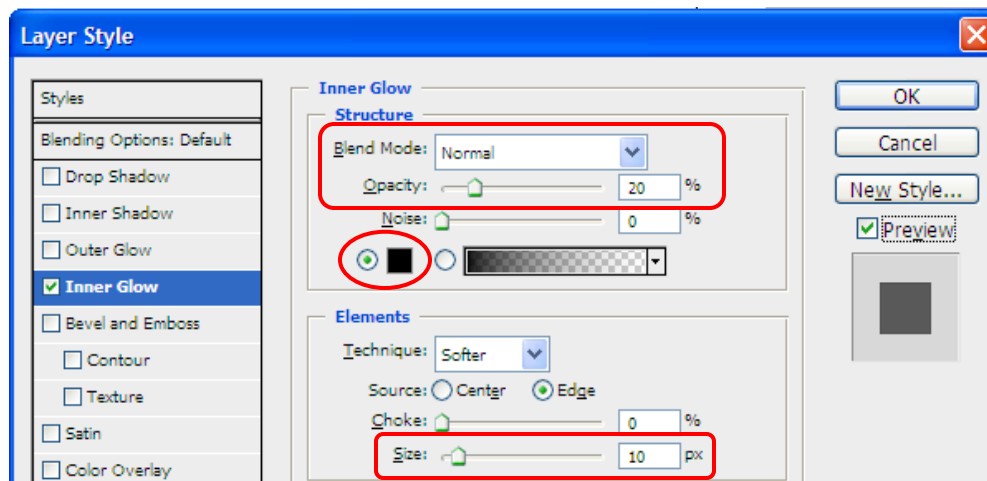 Layer Style
Styles
Blending Options: Default
Drop Shadow
Inner Shadow
Outer Glow
Inner Glow
Bevel and Emboss
Contour
Texture
Satin
Color Overlay
Inner Glow
Structure
Blend Mode: Normal
Opacity: 20 %
Noise: 0 %
Elements
Technique: Softer
Source: Center Edge
Choke: 0 %
Size: 10 px
OK
Cancel
New Style...
Preview